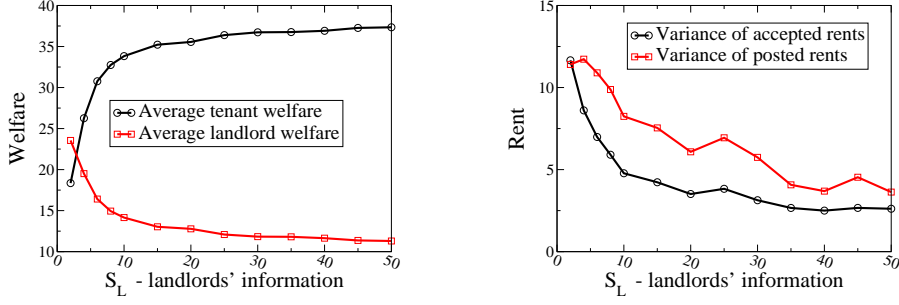 40
35
30
25
20
15
10
Welfare
Average tenant welfare
Average landlord welfare
0
10
20
30
40
50
S_L - landlords' information
15
10
5
0
Rent
Variance of accepted rents
Variance of posted rents
0
10
20
30
40
50
S_L - landlords' information